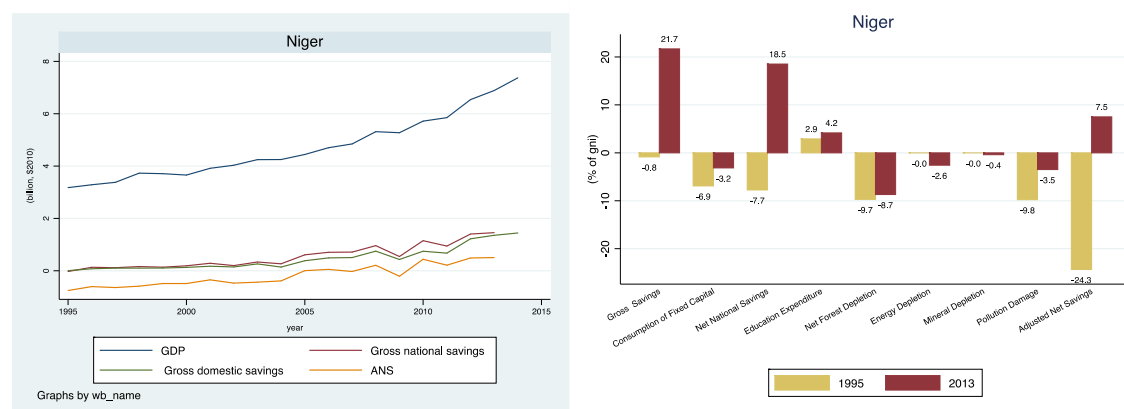 Niger
(billion, $2010)
8
6
4
2
0
1995
2000
2005
2010
2015
year
GDP
Gross national savings
Gross domestic savings
ANS
Graphs by wb_name
Niger
(% of gni)
20
10
0
-10
-20
21.7
18.5
2.9
4.2
7.5
-0.8
-6.9
-3.2
-7.7
-9.7
-8.7
-0.0
-2.6
-0.0
-0.4
-9.8
-3.5
-24.3
Gross Savings
Consumption of Fixed Capital
Net National Savings
Education Expenditure
Net Forest Depletion
Energy Depletion
Mineral Depletion
Pollution Damage
Adjusted Net Savings
1995
2013